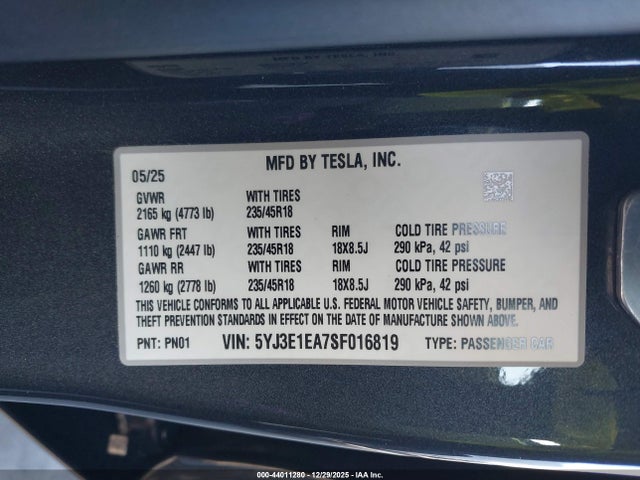 MFD BY TESLA, INC.
05/25
GVWR WITH TIRES
2165 kg (4773 lb) 235/45R18
GAWR FRT WITH TIRES RIM COLD TIRE PRESSURE
1110 kg (2447 lb) 235/45R18 18X8.5J 290 kPa, 42 psi
GAWR RR WITH TIRES RIM COLD TIRE PRESSURE
1260 kg (2778 lb) 235/45R18 18X8.5J 290 kPa, 42 psi
THIS VEHICLE CONFORMS TO ALL APPLICABLE U.S. FEDERAL MOTOR VEHICLE SAFETY, BUMPER, AND
THEFT PREVENTION STANDARDS IN EFFECT ON THE DATE OF MANUFACTURE SHOWN ABOVE.
PNT: PN01 VIN: 5YJ3E1EA7SF016819 TYPE: PASSENGER CAR
000-44011280 - 12/29/2025 - IAAI.com